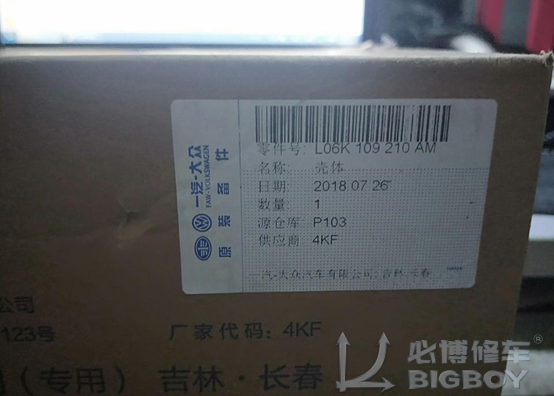 一汽-大众
FAW-VOLKSWAGEN
原装备件
零件号: L06K 109 210 AM
名称: 壳体
日期: 2018 07 26
数量: 1
源仓库: P103
供应商: 4KF
一汽-大众汽车有限公司: 吉林.长春
公司
123号
厂家代码: 4KF
(专用) 吉林·长春
必博修车
BIGBOY